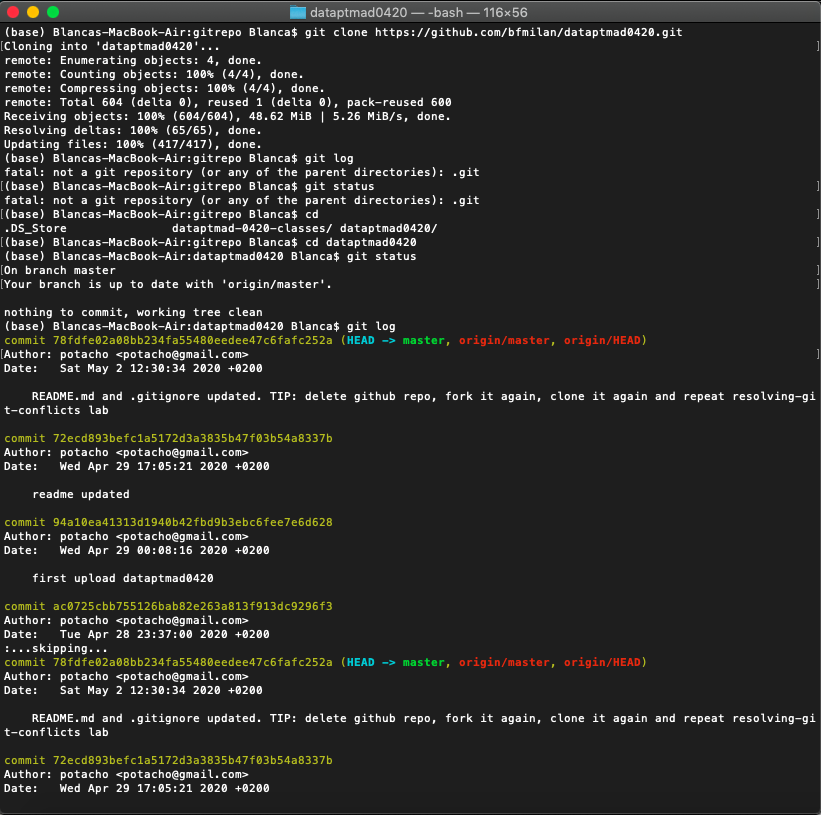 dataptmad0420 — -bash — 116×56
(base) Blancas-MacBook-Air:gitrepo Blanca$ git clone https://github.com/bfmilan/dataptmad0420.git
[Cloning into 'dataptmad0420'... ]
remote: Enumerating objects: 4, done.
remote: Counting objects: 100% (4/4), done.
remote: Compressing objects: 100% (4/4), done.
remote: Total 604 (delta 0), reused 1 (delta 0), pack-reused 600
Receiving objects: 100% (604/604), 48.62 MiB | 5.26 MiB/s, done.
Resolving deltas: 100% (65/65), done.
Updating files: 100% (417/417), done.
(base) Blancas-MacBook-Air:gitrepo Blanca$ git log
fatal: not a git repository (or any of the parent directories): .git
[(base) Blancas-MacBook-Air:gitrepo Blanca$ git status ]
fatal: not a git repository (or any of the parent directories): .git
[(base) Blancas-MacBook-Air:gitrepo Blanca$ cd ]
.DS_Store dataptmad-0420-classes/ dataptmad0420/
[(base) Blancas-MacBook-Air:gitrepo Blanca$ cd dataptmad0420 ]
(base) Blancas-MacBook-Air:dataptmad0420 Blanca$ git status
[On branch master ]
[Your branch is up to date with 'origin/master'. ]
nothing to commit, working tree clean
(base) Blancas-MacBook-Air:dataptmad0420 Blanca$ git log
commit 78fdfe02a08bb234fa55480eedee47c6fafc252a (HEAD -> master, origin/master, origin/HEAD)
[Author: potacho <potacho@gmail.com> ]
Date: Sat May 2 12:30:34 2020 +0200
README.md and .gitignore updated. TIP: delete github repo, fork it again, clone it again and repeat resolving-gi
t-conflicts lab
commit 72ecd893befc1a5172d3a3835b47f03b54a8337b
Author: potacho <potacho@gmail.com>
Date: Wed Apr 29 17:05:21 2020 +0200
readme updated
commit 94a10ea41313d1940b42fbd9b3ebc6fee7e6d628
Author: potacho <potacho@gmail.com>
Date: Wed Apr 29 00:08:16 2020 +0200
first upload dataptmad0420
commit ac0725cbb755126bab82e263a813f913dc9296f3
Author: potacho <potacho@gmail.com>
Date: Tue Apr 28 23:37:00 2020 +0200
:...skipping...
commit 78fdfe02a08bb234fa55480eedee47c6fafc252a (HEAD -> master, origin/master, origin/HEAD)
Author: potacho <potacho@gmail.com>
Date: Sat May 2 12:30:34 2020 +0200
README.md and .gitignore updated. TIP: delete github repo, fork it again, clone it again and repeat resolving-gi
t-conflicts lab
commit 72ecd893befc1a5172d3a3835b47f03b54a8337b
Author: potacho <potacho@gmail.com>
Date: Wed Apr 29 17:05:21 2020 +0200